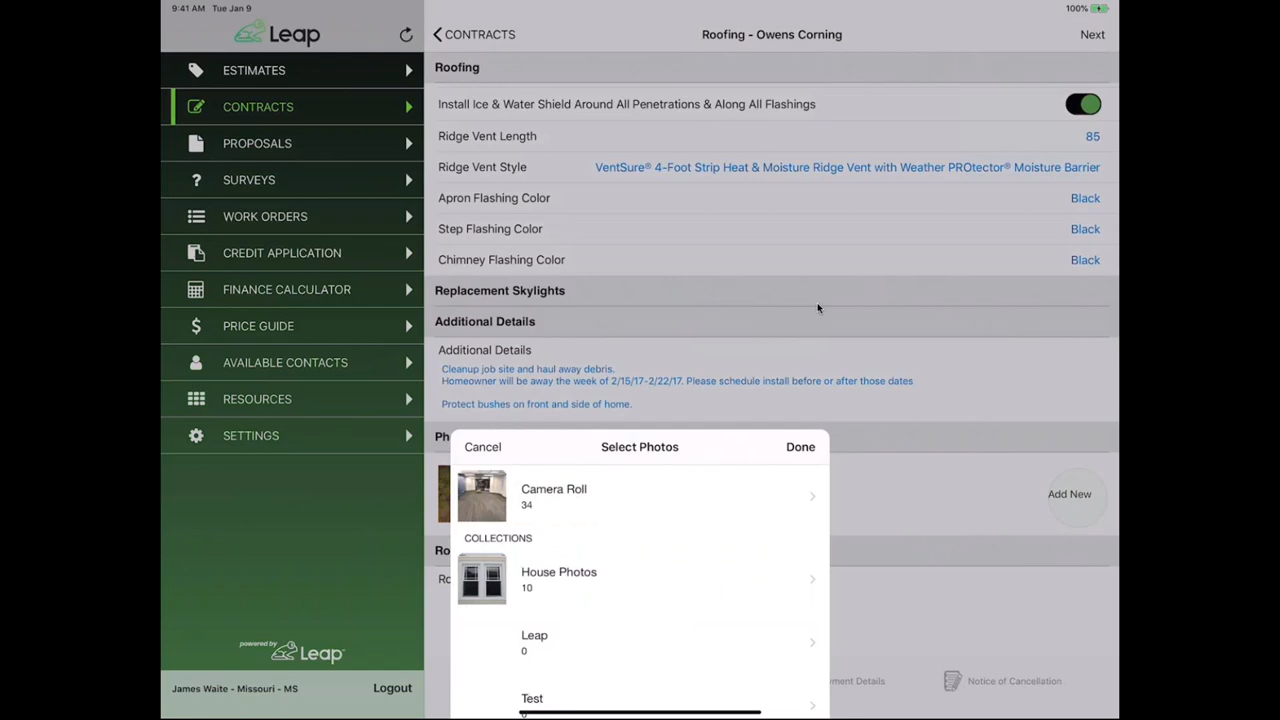 9:41 AM Tue Jan 9
100%
Leap
CONTRACTS
Roofing - Owens Corning
Next
ESTIMATES
CONTRACTS
PROPOSALS
? SURVEYS
WORK ORDERS
CREDIT APPLICATION
FINANCE CALCULATOR
$ PRICE GUIDE
AVAILABLE CONTACTS
RESOURCES
SETTINGS
powered by
Leap
James Waite - Missouri - MS
Logout
Roofing
Install Ice & Water Shield Around All Penetrations & Along All Flashings
Ridge Vent Length 85
Ridge Vent Style VentSure® 4-Foot Strip Heat & Moisture Ridge Vent with Weather PROtector® Moisture Barrier
Apron Flashing Color Black
Step Flashing Color Black
Chimney Flashing Color Black
Replacement Skylights
Additional Details
Additional Details
Cleanup job site and haul away debris.
Homeowner will be away the week of 2/15/17-2/22/17. Please schedule install before or after those dates
Protect bushes on front and side of home.
Ph
Add New
Ro
Ro
Cancel Select Photos Done
Camera Roll
34
COLLECTIONS
House Photos
10
Leap
0
Test
ment Details
Notice of Cancellation